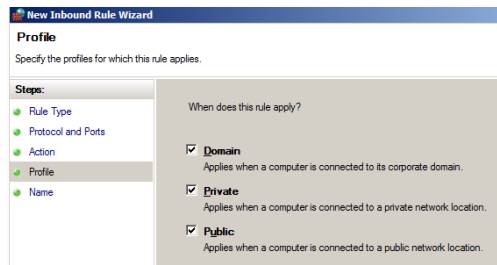 New Inbound Rule Wizard
Profile
Specify the profiles for which this rule applies.
Steps:
Rule Type
Protocol and Ports
Action
Profile
Name
When does this rule apply?
Domain
Applies when a computer is connected to its corporate domain.
Private
Applies when a computer is connected to a private network location.
Public
Applies when a computer is connected to a public network location.